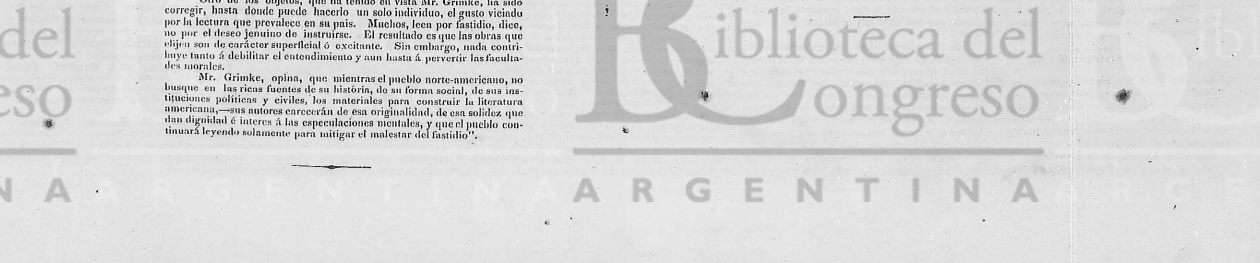 Otro de los objetos, que ha tenido en vista Mr. Grimke, ha sido
corregir, hasta donde puede hacerlo un solo individuo, el gusto viciado
por la lectura que prevalece en su pais. Muchos, leen por fastidio, dice,
no por el deseo jenuino de instruirse. El resultado es que las obras que
elijen son de carácter superficial ó excitante. Sin embargo, nada contri-
buye tanto á debilitar el entendimiento y aun hasta á pervertir las faculta-
des morales.
Mr. Grimke, opina, que mientras el pueblo norte-americano, no
busque en las ricas fuentes de su história, de su forma social, de sus ins-
tituciones políticas y civiles, los materiales para construir la literatura
americana,—sus autores carecerán de esa originalidad, de esa solidez que
dan dignidad é interes á las especulaciones mentales, y que el pueblo con-
tinuará leyendo solamente para mitigar el malestar del fastidio".
del
eso
N A
Biblioteca del
Congreso
ARGENTINA